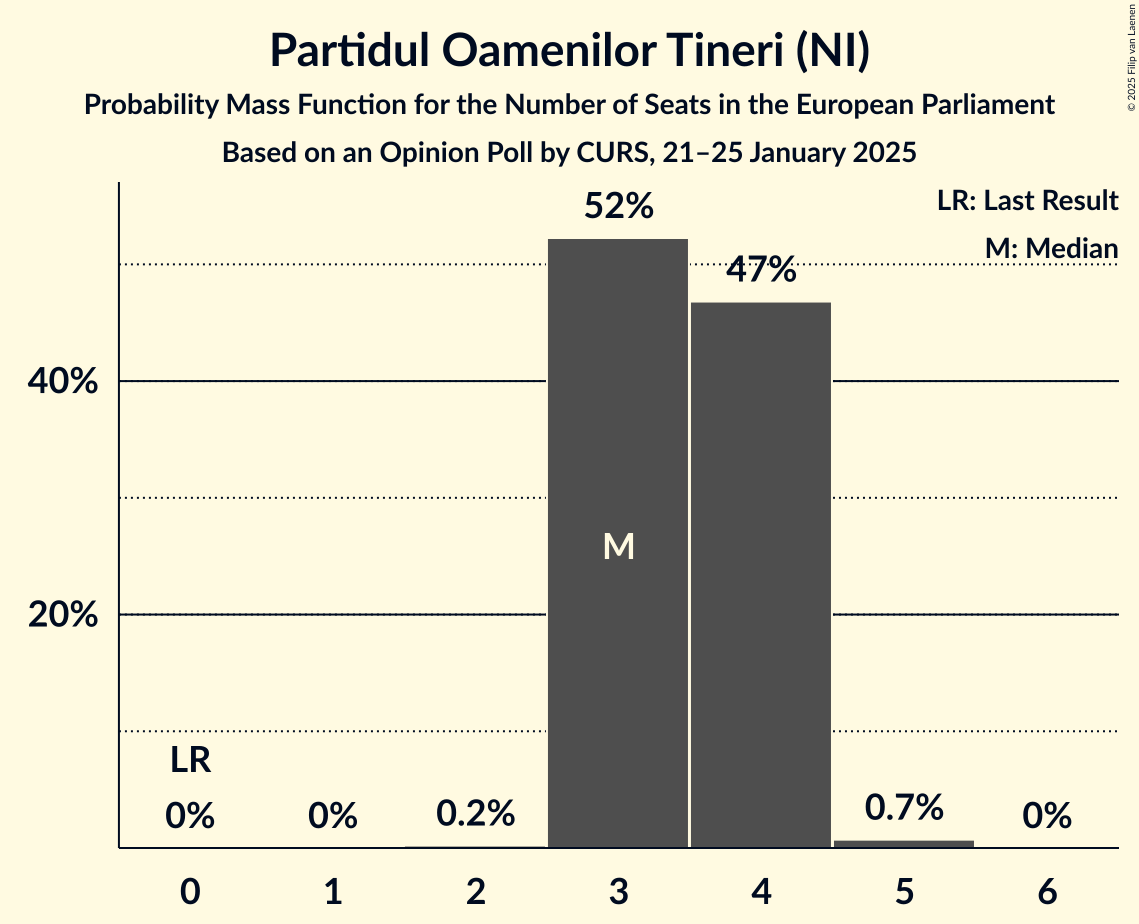 Partidul Oamenilor Tineri (NI)
Probability Mass Function for the Number of Seats in the European Parliament
Based on an Opinion Poll by CURS, 21–25 January 2025
© 2025 Filip van Laenen
LR: Last Result
M: Median
52%
47%
40%
M
20%
LR
0%
0%
0.2%
0.7%
0%
0
1
2
3
4
5
6